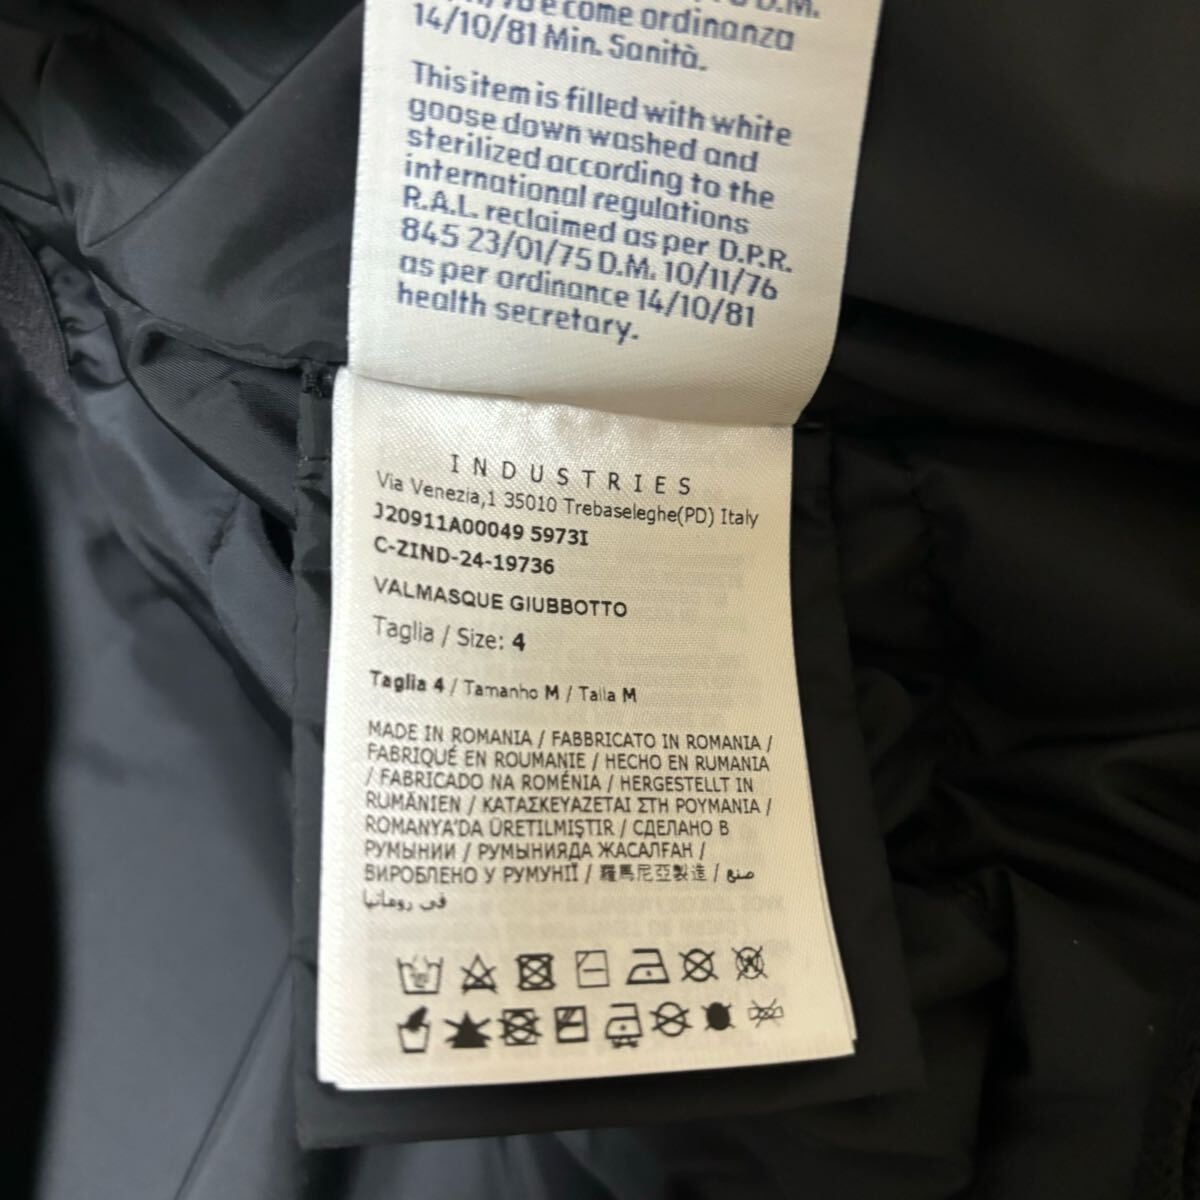 come ordinanza
14/10/81 Min. Sanità.
This item is filled with white
goose down washed and
sterilized according to the
international regulations
R.A.L. reclaimed as per D.P.R.
845 23/01/75 D.M. 10/11/76
as per ordinance 14/10/81
health secretary.
INDUSTRIES
Via Venezia,1 35010 Trebaseleghe(PD) Italy
J20911A00049 5973I
C-ZIND-24-19736
VALMASQUE GIUBBOTTO
Taglia / Size: 4
Taglia 4 / Tamanho M / Talla M
MADE IN ROMANIA / FABBRICATO IN ROMANIA /
FABRIQUÉ EN ROUMANIE / HECHO EN RUMANIA
/ FABRICADO NA ROMÉNIA / HERGESTELLT IN
RUMÄNIEN / ΚΑΤΑΣΚΕΥΑΖΕΤΑΙ ΣΤΗ ΡΟΥΜΑΝΙΑ /
ROMANYA'DA ÜRETILMIŞTIR / СДЕЛАНО В
РУМЫНИИ / РУМЫНИЯДА ЖАСАЛҒАН /
ВИРОБЛЕНО У РУМУНІЇ / 羅馬尼亞製造 / صنع
في رومانيا